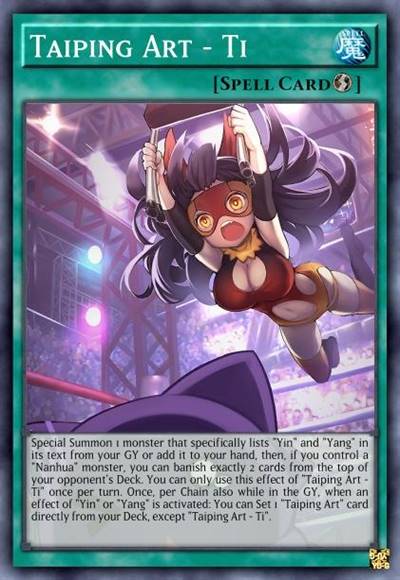 Taiping Art - Ti
SPELL
魔
[Spell Card]
Special Summon 1 monster that specifically lists "Yin" and "Yang" in
its text from your GY or add it to your hand, then, if you control a
"Nanhua" monster, you can banish exactly 2 cards from the top of
your opponent's Deck. You can only use this effect of "Taiping Art -
Ti" once per turn. Once, per Chain also while in the GY, when an
effect of "Yin" or "Yang" is activated: You can Set 1 "Taiping Art" card
directly from your Deck, except "Taiping Art - Ti".